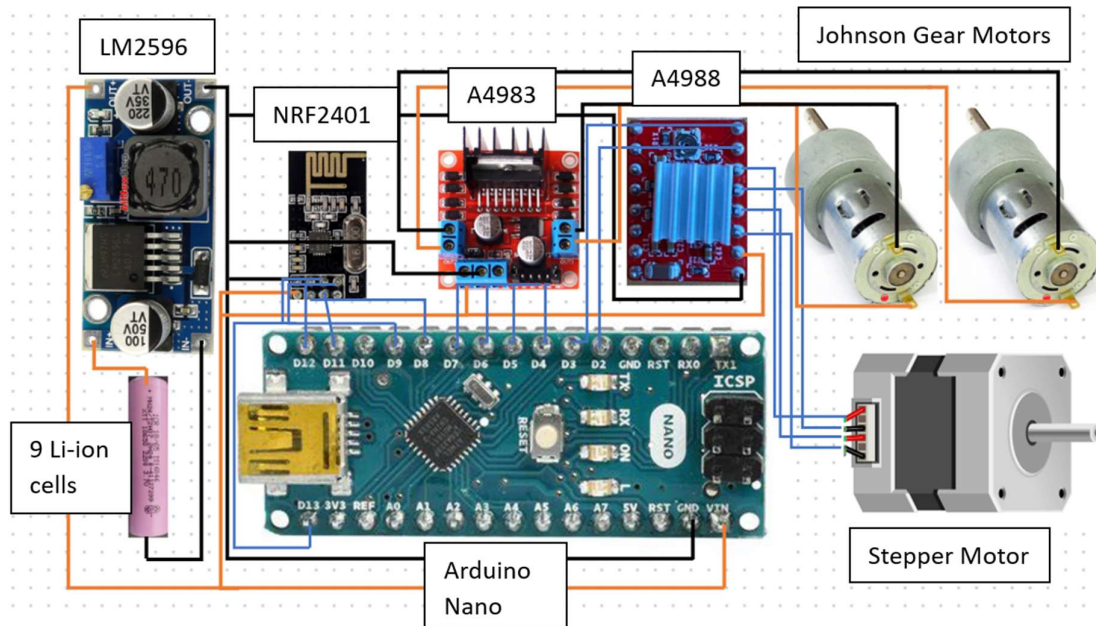 LM2596
Johnson Gear Motors
A4983
A4988
NRF2401
OUT+
OUT-
220
35V
VT
470
100
50V
VT
IN+
IN-
D12 D11 D10 D9 D8 D7 D6 D5 D4 D3 D2 GND RST RX0 TX1
ICSP
TX
RX
ON
L
RESET
NANO
9 Li-ion
cells
D13 3V3 REF A0 A1 A2 A3 A4 A5 A6 A7 5V RST GND VIN
Arduino
Nano
Stepper Motor